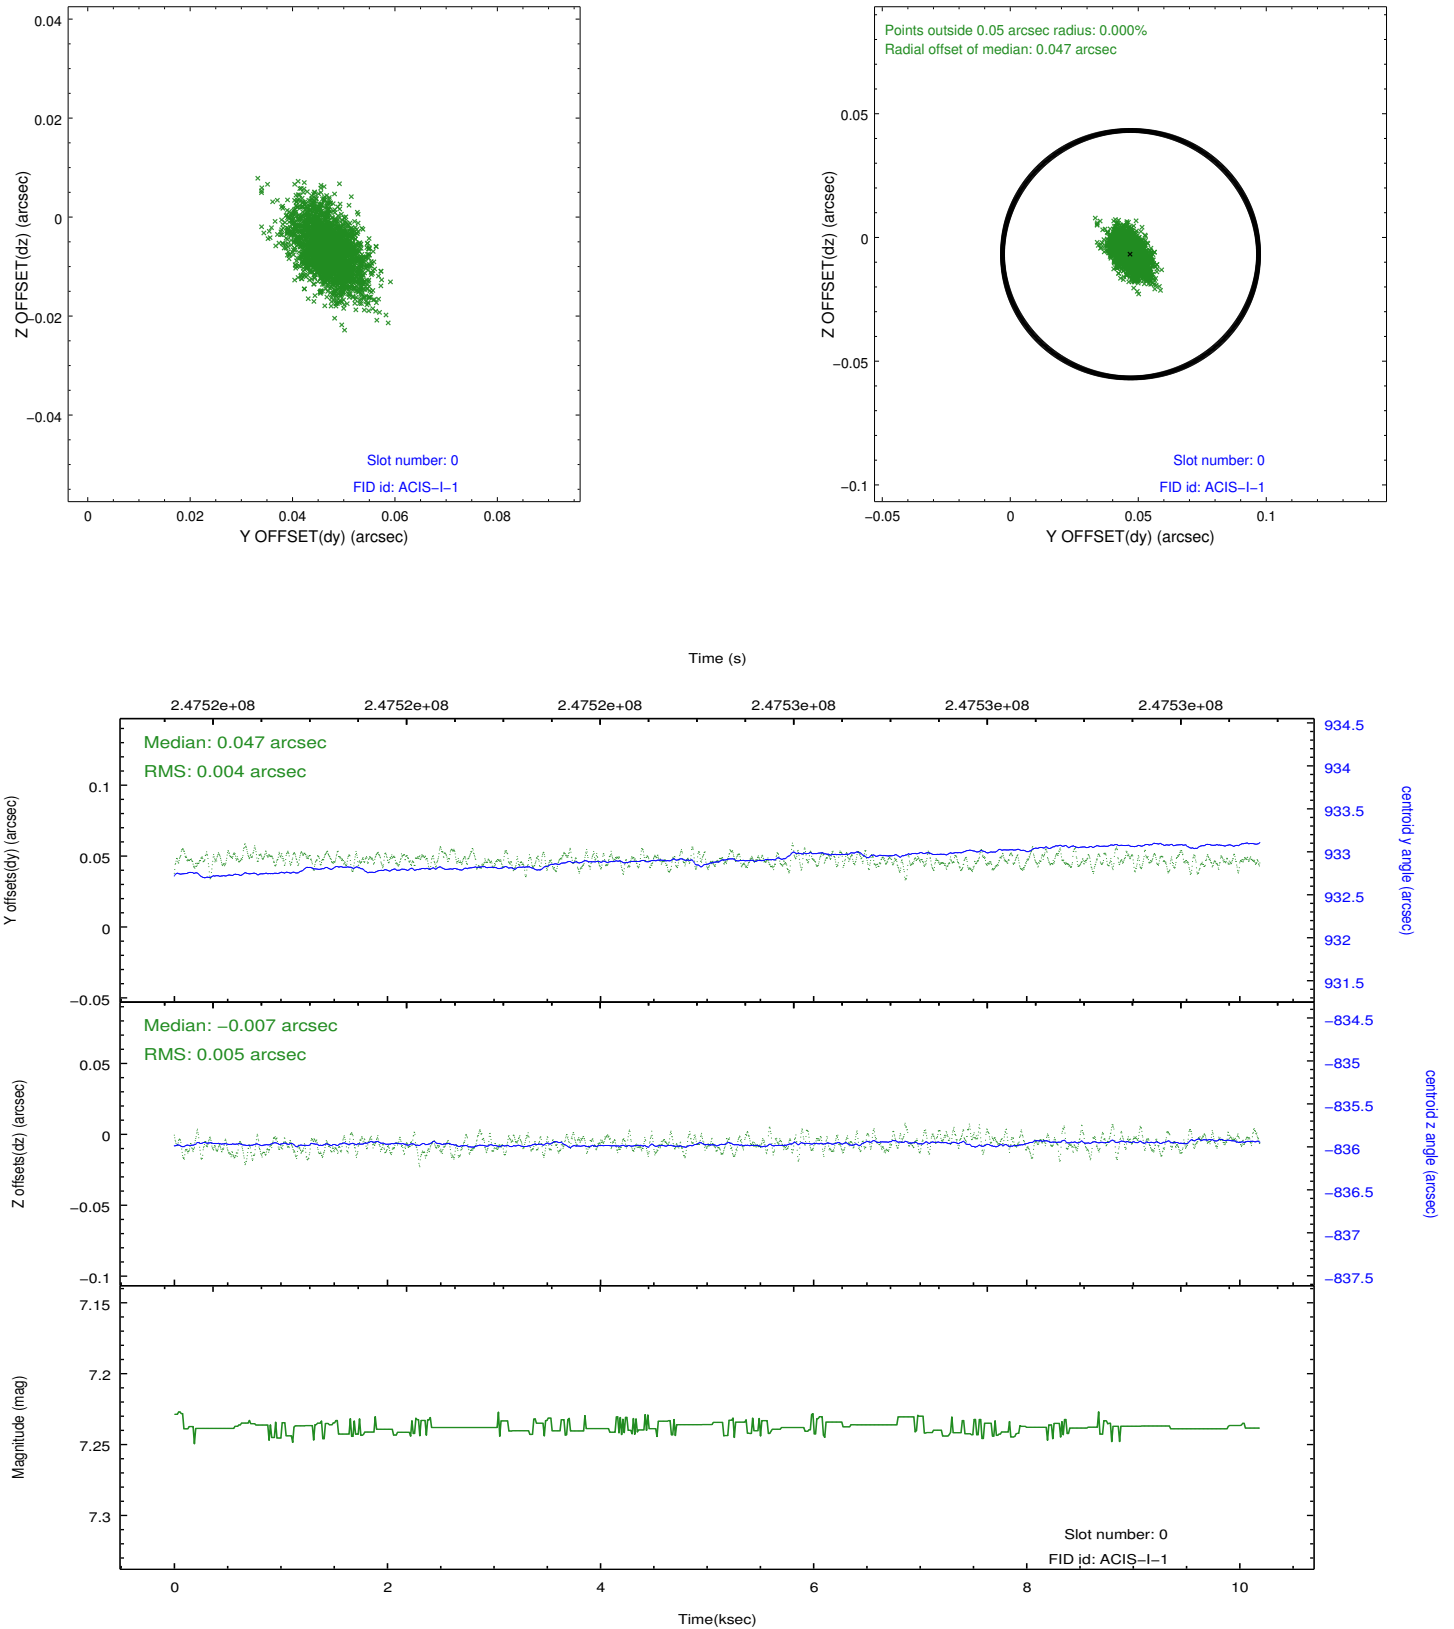 0.04
0.02
0
−0.02
−0.04
Z OFFSET(dz) (arcsec)
Slot number: 0
FID id: ACIS−I−1
0 0.02 0.04 0.06 0.08
Y OFFSET(dy) (arcsec)
Points outside 0.05 arcsec radius: 0.000%
Radial offset of median: 0.047 arcsec
0.05
0
−0.05
−0.1
Z OFFSET(dz) (arcsec)
Slot number: 0
FID id: ACIS−I−1
−0.05 0 0.05 0.1
Y OFFSET(dy) (arcsec)
Time (s)
2.4752e+08 2.4752e+08 2.4752e+08 2.4753e+08 2.4753e+08 2.4753e+08
Median: 0.047 arcsec
RMS: 0.004 arcsec
0.1
0.05
0
−0.05
Y offsets(dy) (arcsec)
934.5
934
933.5
933
932.5
932
931.5
centroid y angle (arcsec)
Median: −0.007 arcsec
RMS: 0.005 arcsec
0.05
0
−0.05
−0.1
Z offsets(dz) (arcsec)
−834.5
−835
−835.5
−836
−836.5
−837
−837.5
centroid z angle (arcsec)
7.15
7.2
7.25
7.3
Magnitude (mag)
Slot number: 0
FID id: ACIS−I−1
0 2 4 6 8 10
Time(ksec)